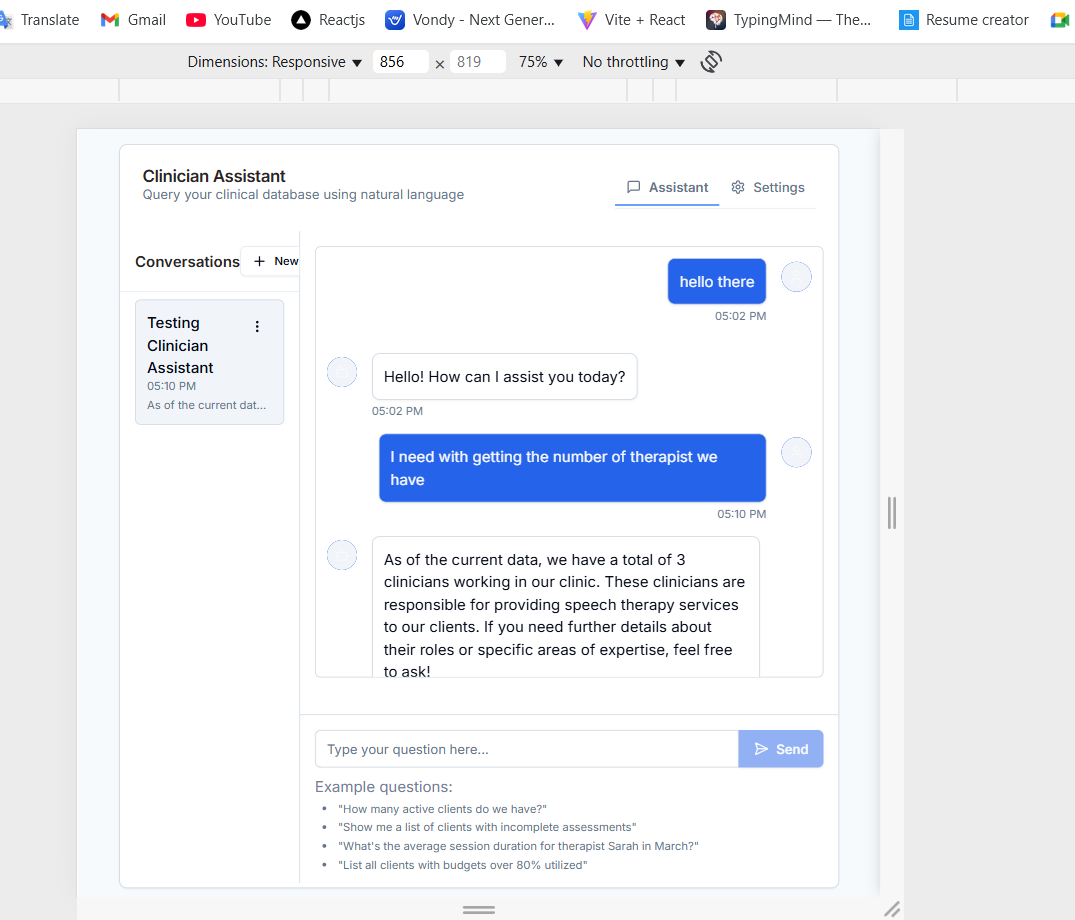 Translate
Gmail
YouTube
Reactjs
Vondy - Next Gener...
Vite + React
TypingMind — The...
Resume creator
Dimensions: Responsive
856
×
819
75%
No throttling
Clinician Assistant
Query your clinical database using natural language
Assistant
Settings
Conversations
+ New
Testing
Clinician
Assistant
05:10 PM
As of the current dat...
hello there
05:02 PM
Hello! How can I assist you today?
05:02 PM
I need with getting the number of therapist we
have
05:10 PM
As of the current data, we have a total of 3
clinicians working in our clinic. These clinicians are
responsible for providing speech therapy services
to our clients. If you need further details about
their roles or specific areas of expertise, feel free
to ask!
Type your question here...
Send
Example questions:
• "How many active clients do we have?"
• "Show me a list of clients with incomplete assessments"
• "What's the average session duration for therapist Sarah in March?"
• "List all clients with budgets over 80% utilized"